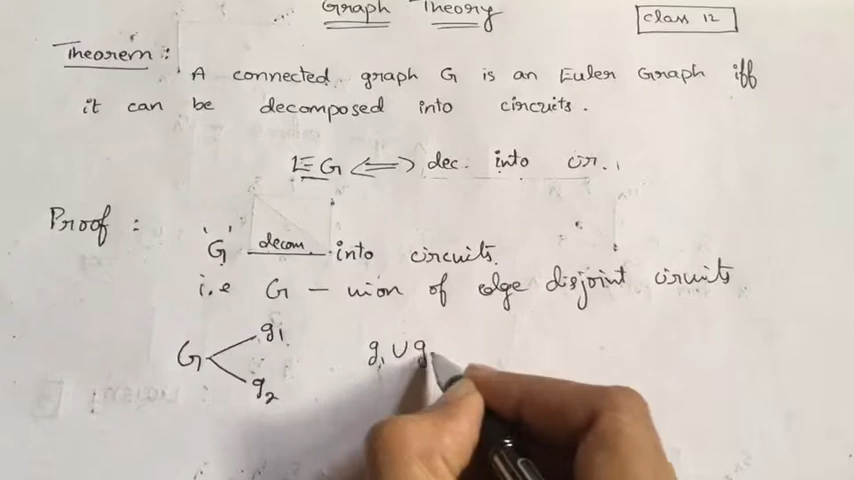 Graph Theory
class 12
Theorem :
A connected graph G is an Euler Graph iff
it can be decomposed into circuits.
EG <=> dec. into cir.
Proof :
'G' decom into circuits.
i.e G - union of edge disjoint circuits
G g1 g2
g1 ∪ g